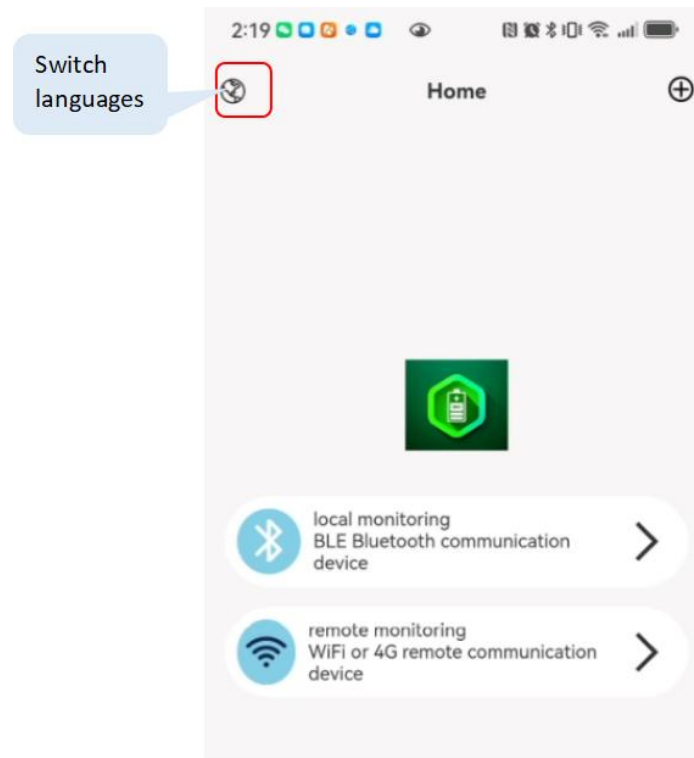 2:19
Switch
languages
Home
local monitoring
BLE Bluetooth communication
device
remote monitoring
WiFi or 4G remote communication
device